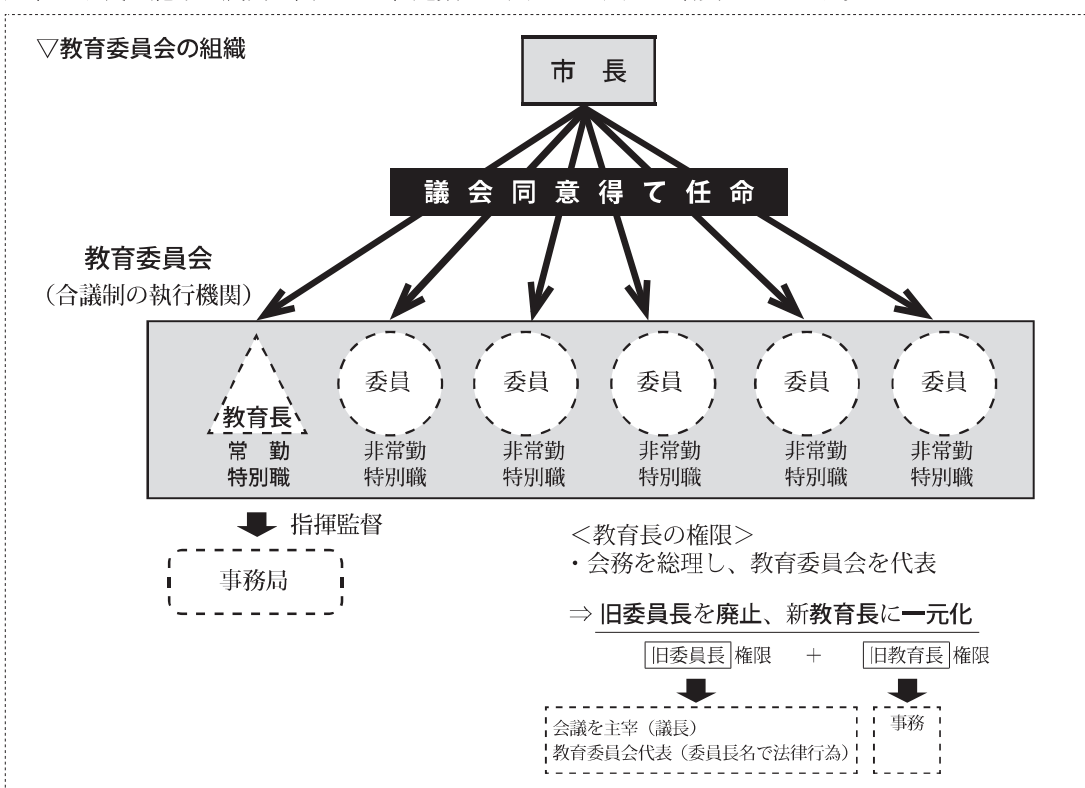 ▽教育委員会の組織
市 長
議会同意得て任命
教育委員会
（合議制の執行機関）
教育長
常 勤
特別職
委員
非常勤
特別職
委員
非常勤
特別職
委員
非常勤
特別職
委員
非常勤
特別職
委員
非常勤
特別職
指揮監督
事務局
＜教育長の権限＞
・会務を総理し、教育委員会を代表
⇒ 旧委員長を廃止、新教育長に一元化
旧委員長 権限 ＋ 旧教育長 権限
会議を主宰（議長）
教育委員会代表（委員長名で法律行為）
事務